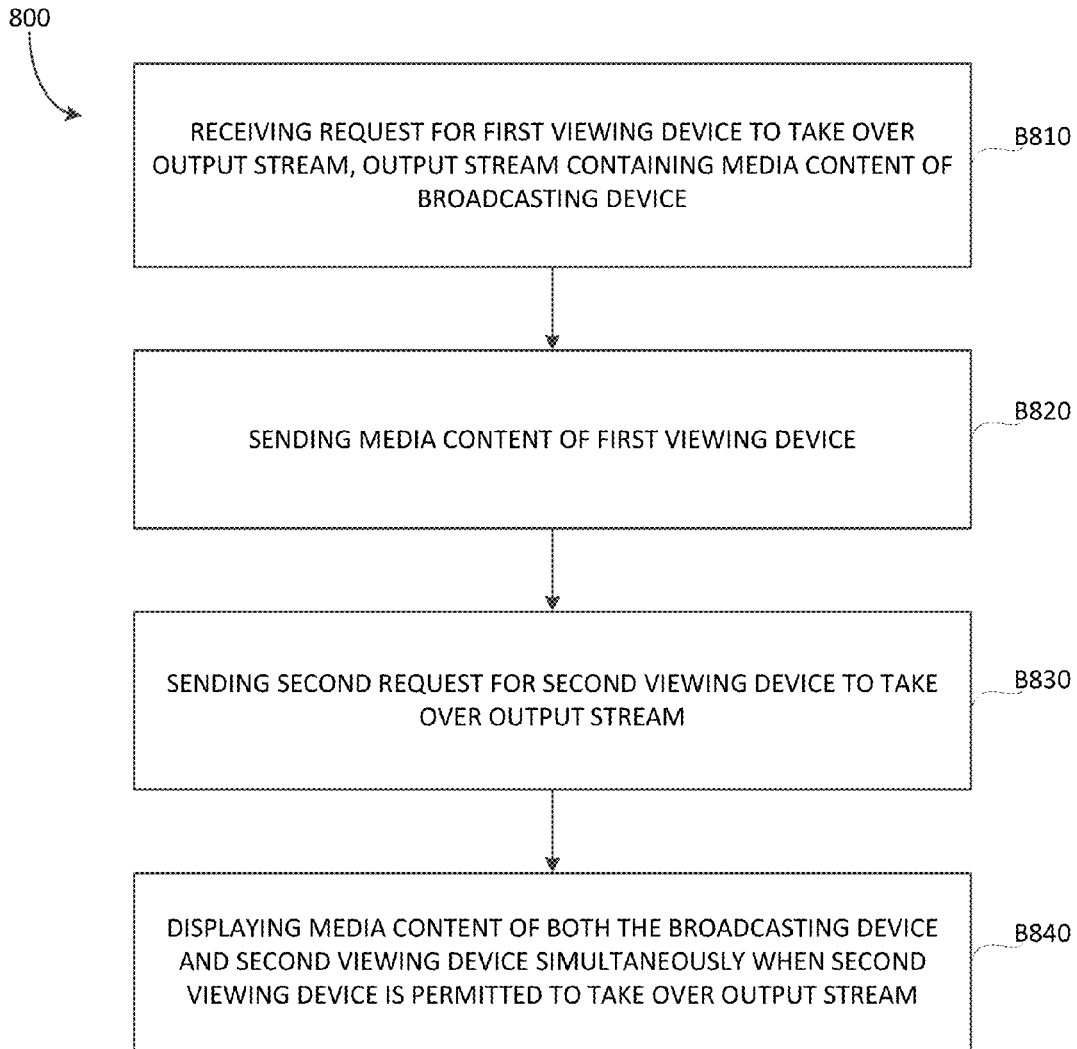 800
RECEIVING REQUEST FOR FIRST VIEWING DEVICE TO TAKE OVER
OUTPUT STREAM, OUTPUT STREAM CONTAINING MEDIA CONTENT OF
BROADCASTING DEVICE
B810
SENDING MEDIA CONTENT OF FIRST VIEWING DEVICE
B820
SENDING SECOND REQUEST FOR SECOND VIEWING DEVICE TO TAKE
OVER OUTPUT STREAM
B830
DISPLAYING MEDIA CONTENT OF BOTH THE BROADCASTING DEVICE
AND SECOND VIEWING DEVICE SIMULTANEOUSLY WHEN SECOND
VIEWING DEVICE IS PERMITTED TO TAKE OVER OUTPUT STREAM
B840